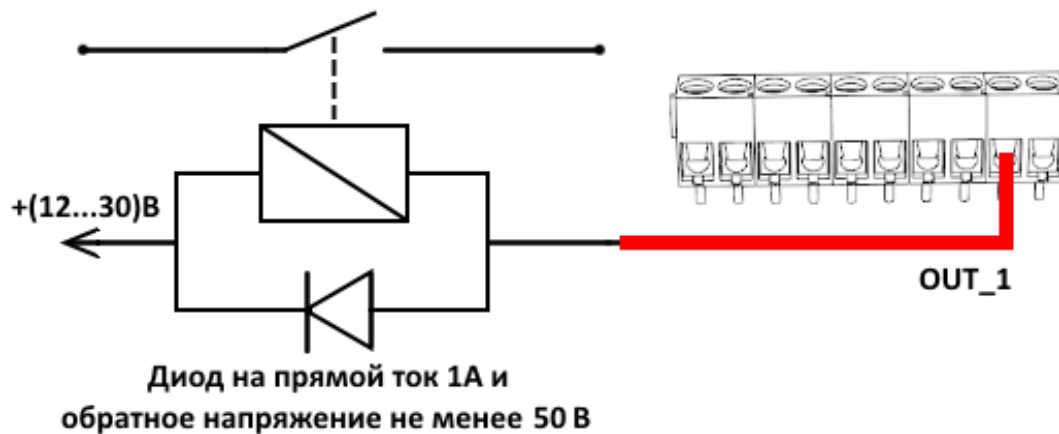 +(12...30)В
OUT_1
Диод на прямой ток 1А и
обратное напряжение не менее 50 В